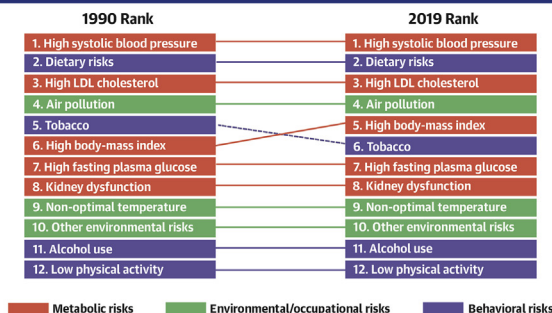 1990 Rank
2019 Rank
1. High systolic blood pressure
1. High systolic blood pressure
2. Dietary risks
2. Dietary risks
3. High LDL cholesterol
3. High LDL cholesterol
4. Air pollution
4. Air pollution
5. Tobacco
5. High body-mass index
6. High body-mass index
6. Tobacco
7. High fasting plasma glucose
7. High fasting plasma glucose
8. Kidney dysfunction
8. Kidney dysfunction
9. Non-optimal temperature
9. Non-optimal temperature
10. Other environmental risks
10. Other environmental risks
11. Alcohol use
11. Alcohol use
12. Low physical activity
12. Low physical activity
Metabolic risks
Environmental/occupational risks
Behavioral risks